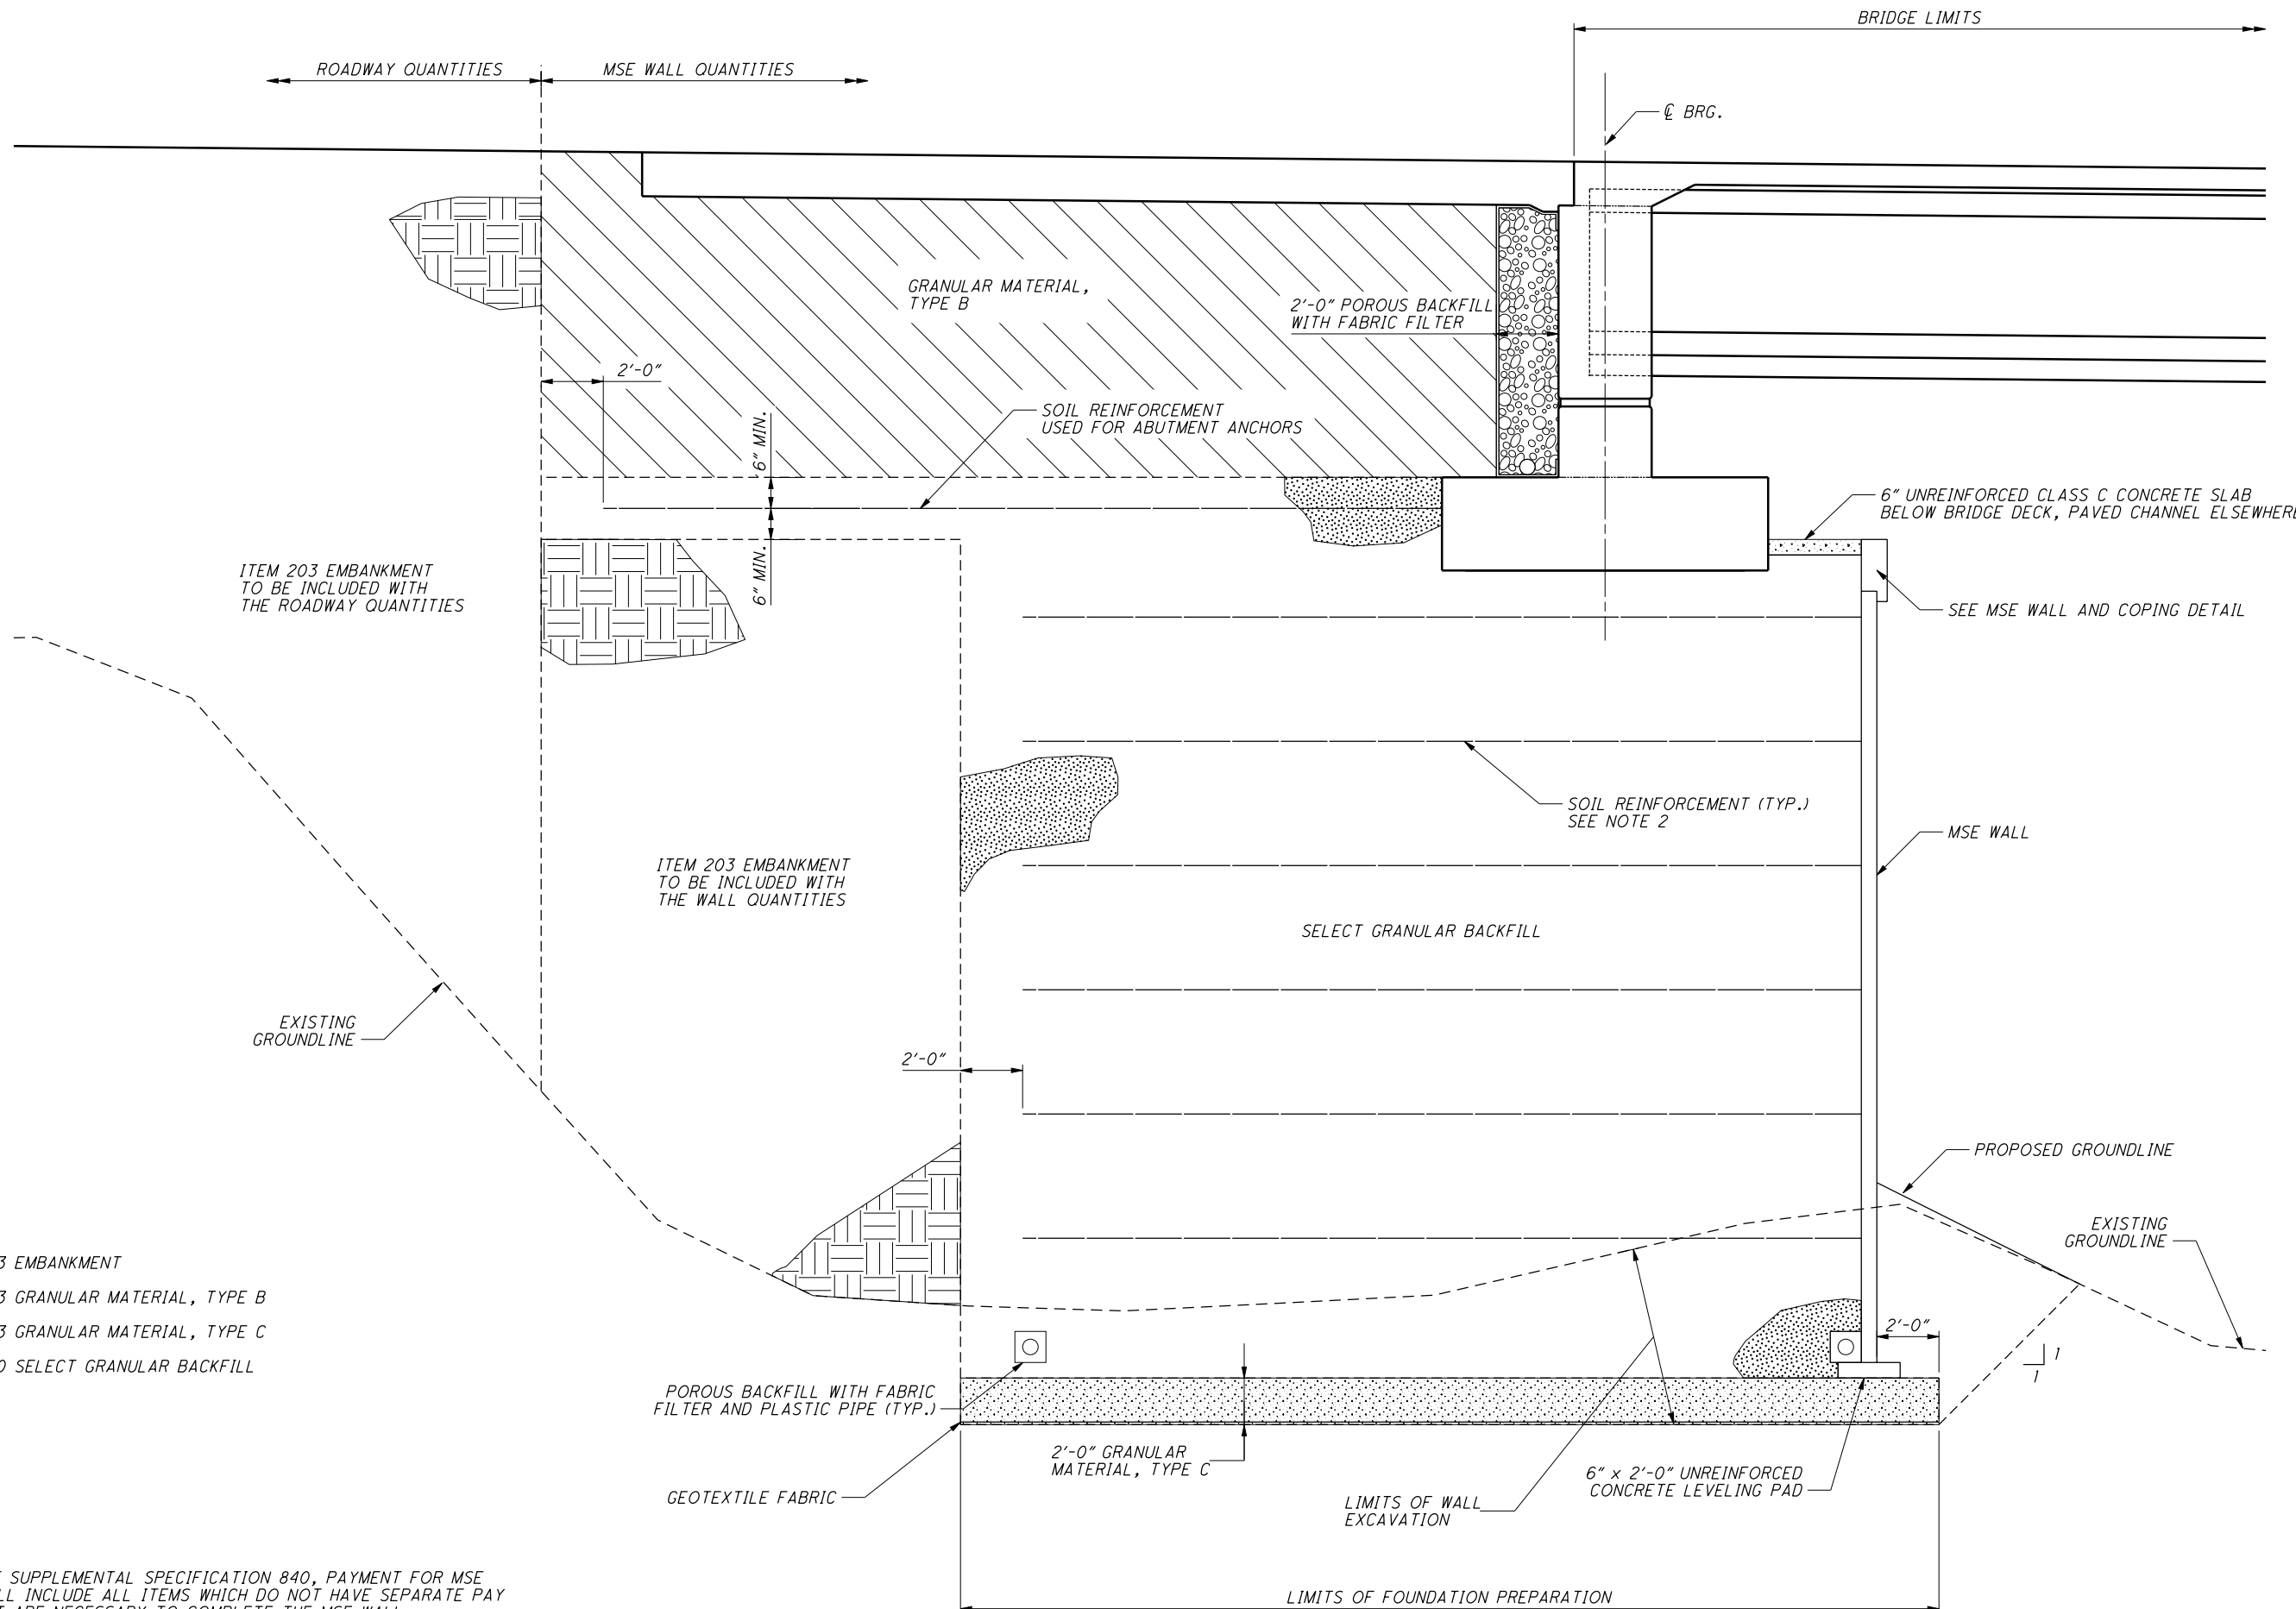 BRIDGE LIMITS
ROADWAY QUANTITIES
MSE WALL QUANTITIES
℄ BRG.
GRANULAR MATERIAL,
TYPE B
2'-0" POROUS BACKFILL
WITH FABRIC FILTER
2'-0"
6" MIN.
SOIL REINFORCEMENT
USED FOR ABUTMENT ANCHORS
6" MIN.
6" UNREINFORCED CLASS C CONCRETE SLAB
BELOW BRIDGE DECK, PAVED CHANNEL ELSEWHERE
ITEM 203 EMBANKMENT
TO BE INCLUDED WITH
THE ROADWAY QUANTITIES
SEE MSE WALL AND COPING DETAIL
SOIL REINFORCEMENT (TYP.)
SEE NOTE 2
MSE WALL
ITEM 203 EMBANKMENT
TO BE INCLUDED WITH
THE WALL QUANTITIES
SELECT GRANULAR BACKFILL
EXISTING
GROUNDLINE
2'-0"
PROPOSED GROUNDLINE
EXISTING
GROUNDLINE
3 EMBANKMENT
3 GRANULAR MATERIAL, TYPE B
3 GRANULAR MATERIAL, TYPE C
0 SELECT GRANULAR BACKFILL
2'-0"
1
1
POROUS BACKFILL WITH FABRIC
FILTER AND PLASTIC PIPE (TYP.)
2'-0" GRANULAR
MATERIAL, TYPE C
6" x 2'-0" UNREINFORCED
CONCRETE LEVELING PAD
GEOTEXTILE FABRIC
LIMITS OF WALL
EXCAVATION
SUPPLEMENTAL SPECIFICATION 840, PAYMENT FOR MSE
LL INCLUDE ALL ITEMS WHICH DO NOT HAVE SEPARATE PAY
T ARE NECESSARY TO COMPLETE THE MSE WALL
LIMITS OF FOUNDATION PREPARATION